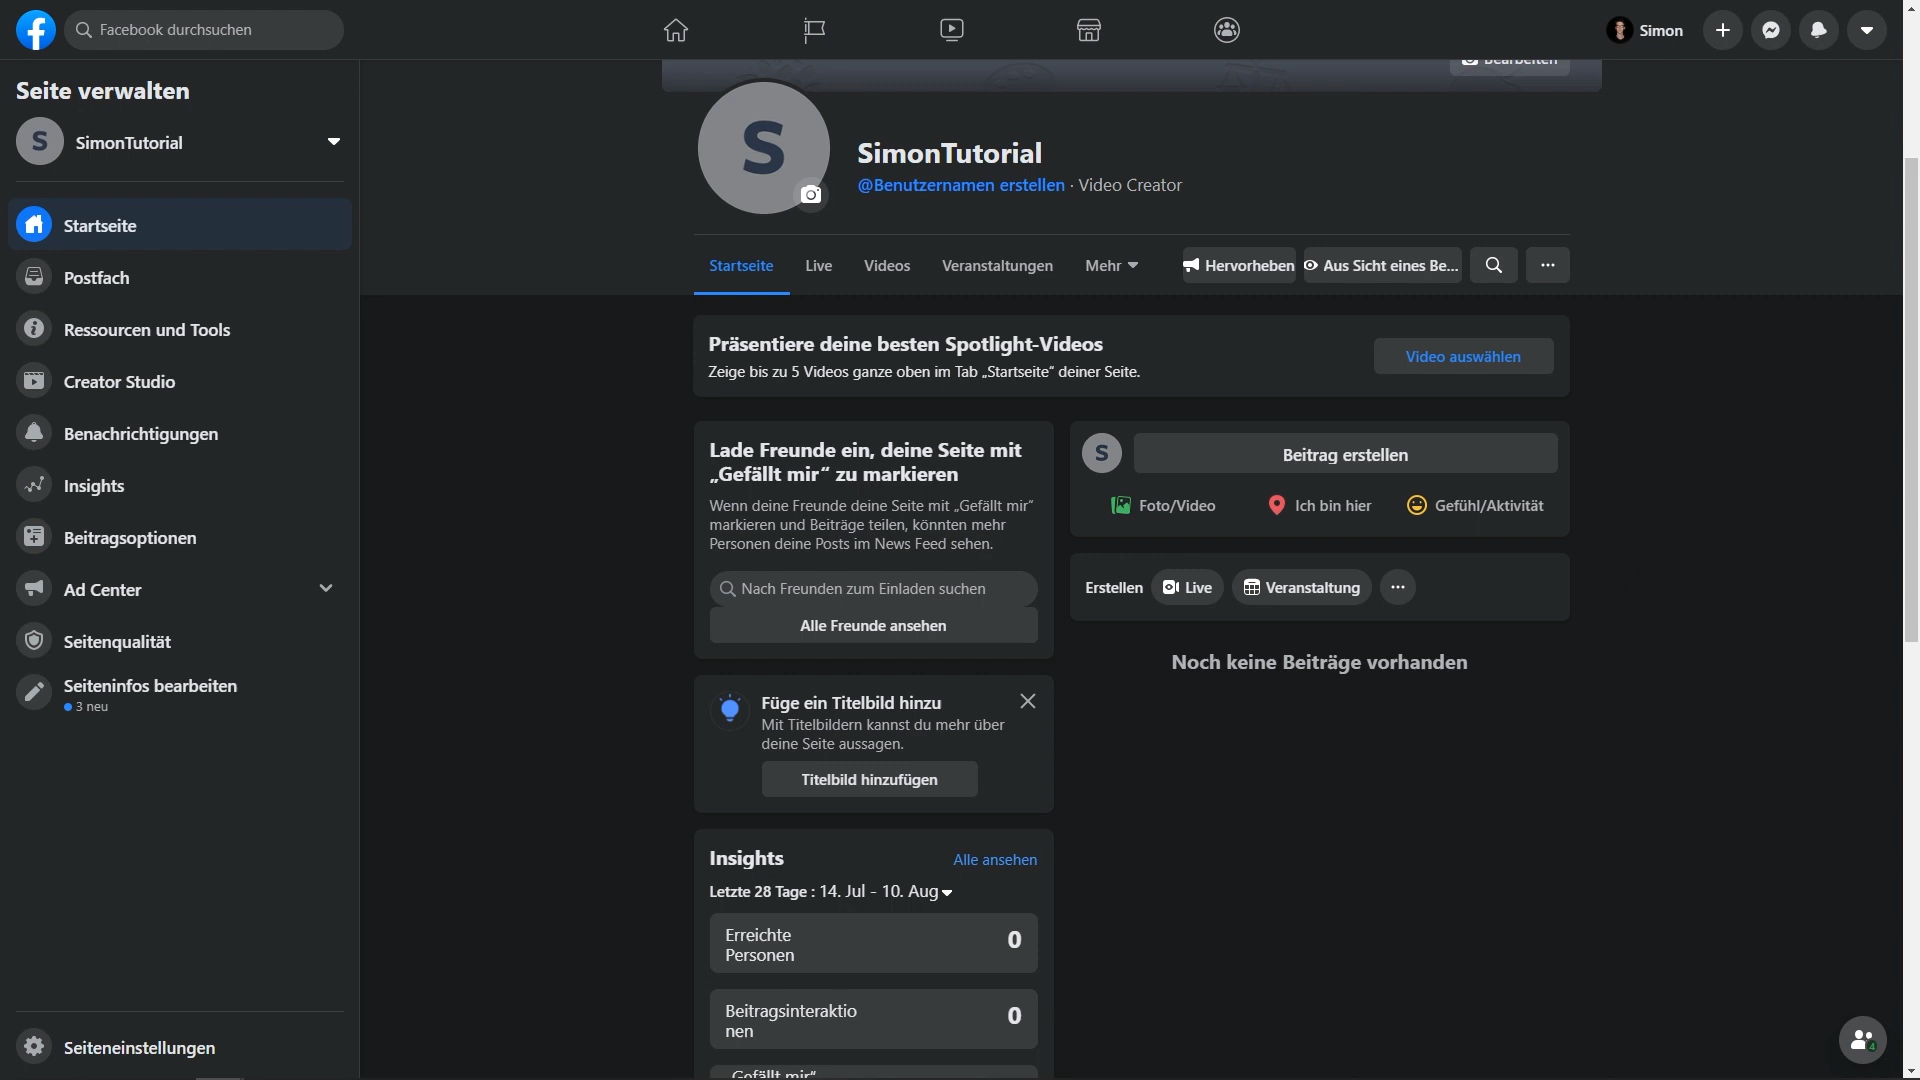 Facebook durchsuchen
Simon
Seite verwalten
S
SimonTutorial
Startseite
Postfach
Ressourcen und Tools
Creator Studio
Benachrichtigungen
Insights
Beitragsoptionen
Ad Center
Seitenqualität
Seiteninfos bearbeiten
3 neu
Seiteneinstellungen
Bearbeiten
S
SimonTutorial
@Benutzernamen erstellen · Video Creator
Startseite
Live
Videos
Veranstaltungen
Mehr
Hervorheben
Aus Sicht eines Be...
Präsentiere deine besten Spotlight-Videos
Zeige bis zu 5 Videos ganze oben im Tab „Startseite“ deiner Seite.
Video auswählen
Lade Freunde ein, deine Seite mit
„Gefällt mir“ zu markieren
Wenn deine Freunde deine Seite mit „Gefällt mir“
markieren und Beiträge teilen, könnten mehr
Personen deine Posts im News Feed sehen.
Nach Freunden zum Einladen suchen
Alle Freunde ansehen
Füge ein Titelbild hinzu
Mit Titelbildern kannst du mehr über
deine Seite aussagen.
Titelbild hinzufügen
Insights
Alle ansehen
Letzte 28 Tage : 14. Jul - 10. Aug
Erreichte
Personen
0
Beitragsinteraktio
nen
0
„Gefällt mir“
S
Beitrag erstellen
Foto/Video
Ich bin hier
Gefühl/Aktivität
Erstellen
Live
Veranstaltung
Noch keine Beiträge vorhanden
4